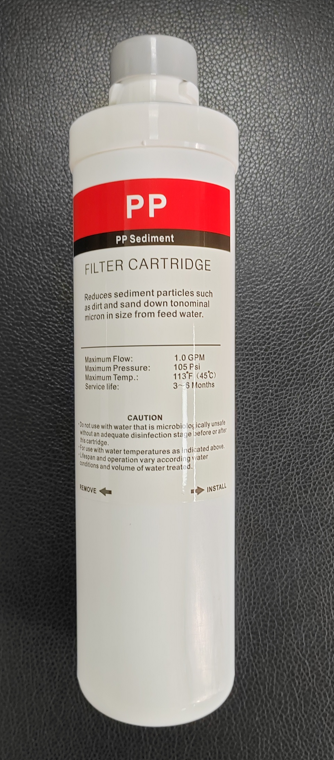 PP
PP Sediment
FILTER CARTRIDGE
Reduces sediment particles such
as dirt and sand down tonominal
micron in size from feed water.
Maximum Flow: 1.0 GPM
Maximum Pressure: 105 Psi
Maximum Temp.: 113℉ (45℃)
Service life: 3~6 Months
CAUTION
Do not use with water that is microbiologically unsafe
without an adequate disinfection stage before or after
this cartridge.
For use with water temperatures as indicated above.
Lifespan and operation vary according water
conditions and volume of water treated.
REMOVE INSTALL